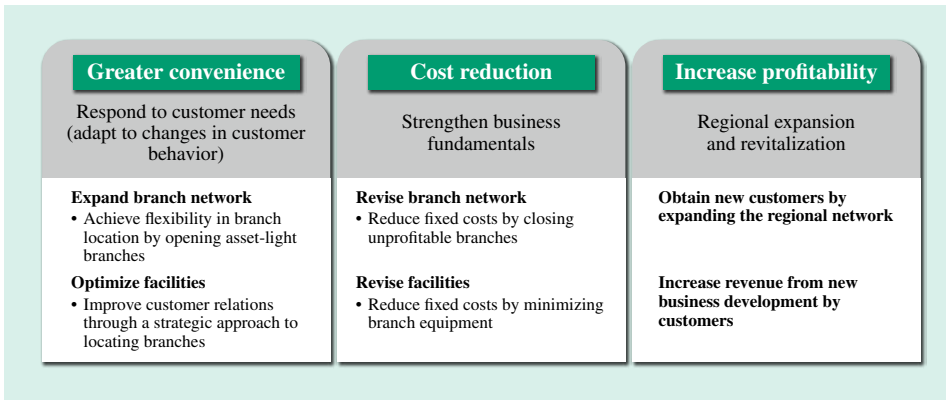 Greater convenience
Respond to customer needs
(adapt to changes in customer
behavior)
Expand branch network
• Achieve flexibility in branch
location by opening asset-light
branches
Optimize facilities
• Improve customer relations
through a strategic approach to
locating branches
Cost reduction
Strengthen business
fundamentals
Revise branch network
• Reduce fixed costs by closing
unprofitable branches
Revise facilities
• Reduce fixed costs by minimizing
branch equipment
Increase profitability
Regional expansion
and revitalization
Obtain new customers by
expanding the regional network
Increase revenue from new
business development by
customers